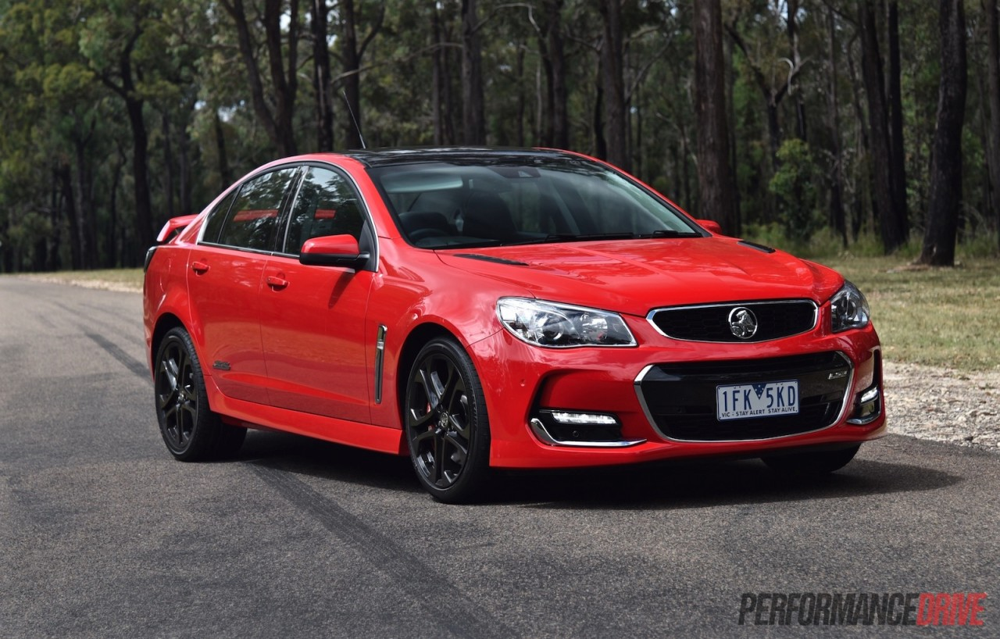 1FK 5KD
VIC - STAY ALERT STAY ALIVE
PERFORMANCEDRIVE